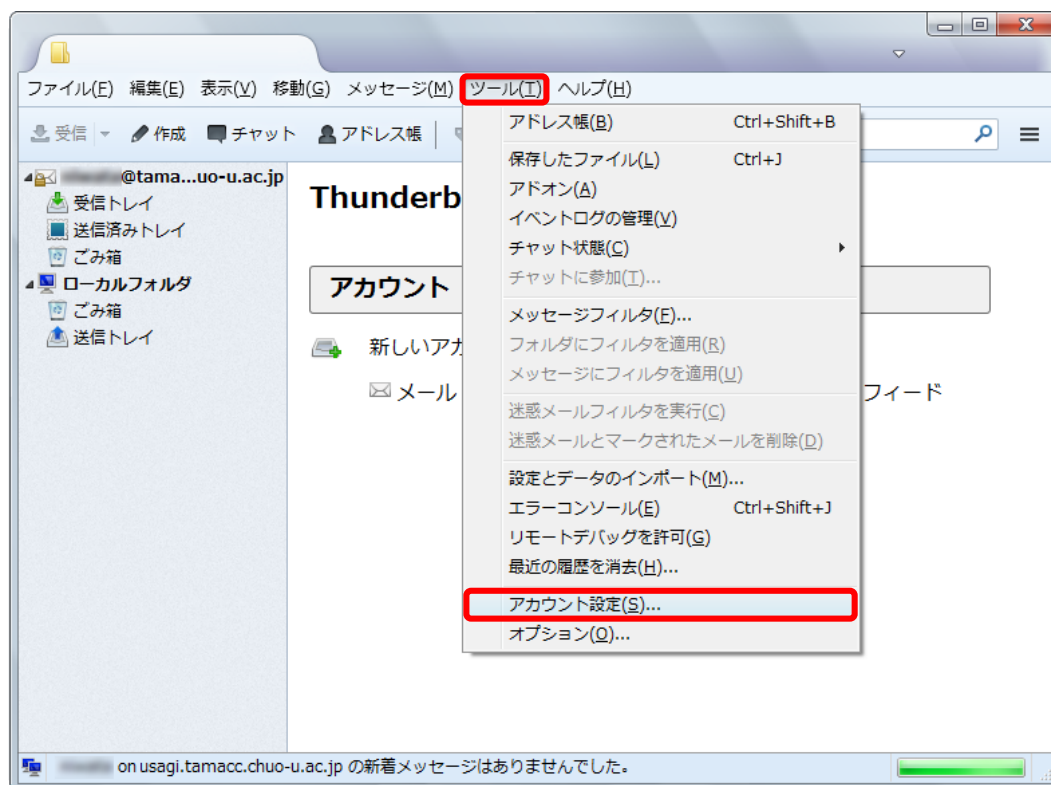 ファイル(F) 編集(E) 表示(V) 移動(G) メッセージ(M) ツール(T) ヘルプ(H)
受信 作成 チャット アドレス帳
@tama...uo-u.ac.jp
受信トレイ
送信済みトレイ
ごみ箱
ローカルフォルダ
ごみ箱
送信トレイ
Thunderb
アカウント
新しいアカ
メール
フィード
アドレス帳(B) Ctrl+Shift+B
保存したファイル(L) Ctrl+J
アドオン(A)
イベントログの管理(V)
チャット状態(C)
チャットに参加(T)...
メッセージフィルタ(F)...
フォルダにフィルタを適用(R)
メッセージにフィルタを適用(U)
迷惑メールフィルタを実行(C)
迷惑メールとマークされたメールを削除(D)
設定とデータのインポート(M)...
エラーコンソール(E) Ctrl+Shift+J
リモートデバッグを許可(G)
最近の履歴を消去(H)...
アカウント設定(S)...
オプション(O)...
on usagi.tamacc.chuo-u.ac.jp の新着メッセージはありませんでした。